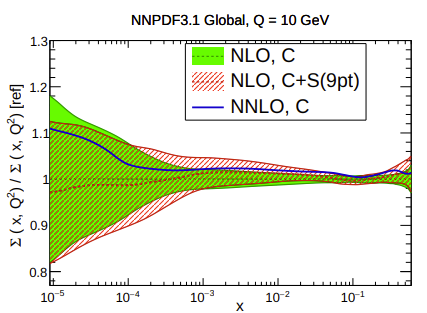 NNPDF3.1 Global, Q = 10 GeV
Σ ( x, Q²) / Σ ( x, Q²) [ref]
1.3
1.2
1.1
1
0.9
0.8
NLO, C
NLO, C+S(9pt)
NNLO, C
10⁻⁵ 10⁻⁴ 10⁻³ 10⁻² 10⁻¹
x